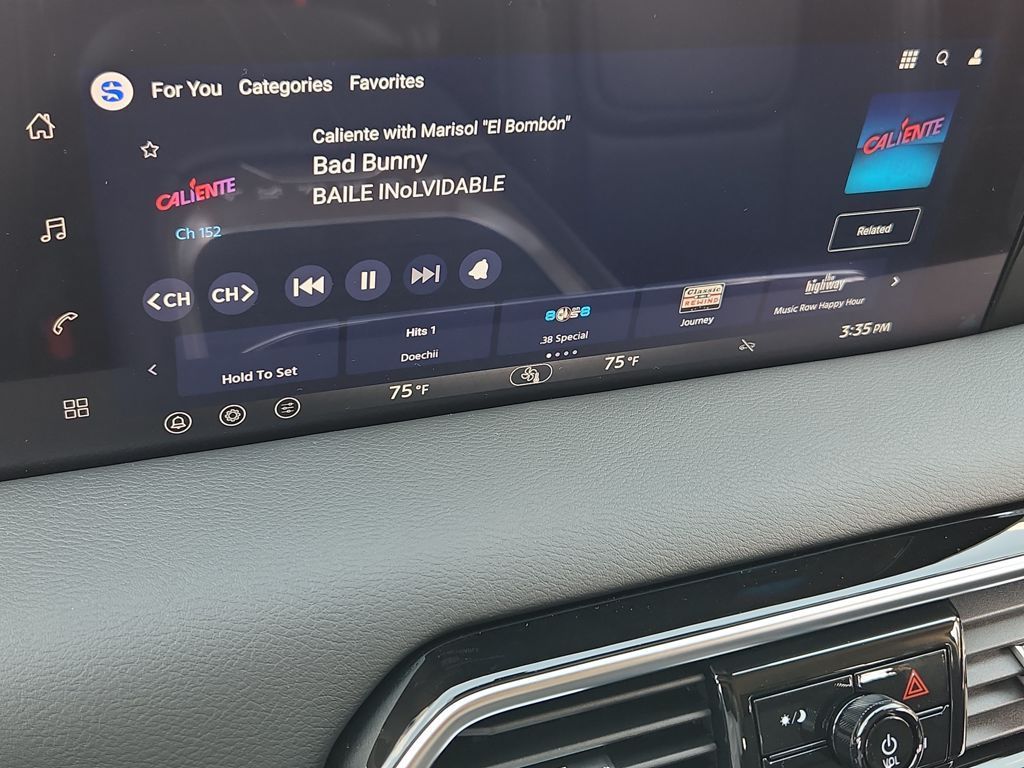 For You Categories Favorites
Caliente with Marisol "El Bombón"
Bad Bunny
BAILE INoLVIDABLE
CALIENTE
Ch 152
CALIENTE
Related
<CH
CH>
Hold To Set
Hits 1
Doechii
80s8
.38 Special
Classic
REWIND
Journey
the
highway
Music Row Happy Hour
75°F
75°F
3:35 PM
VOL